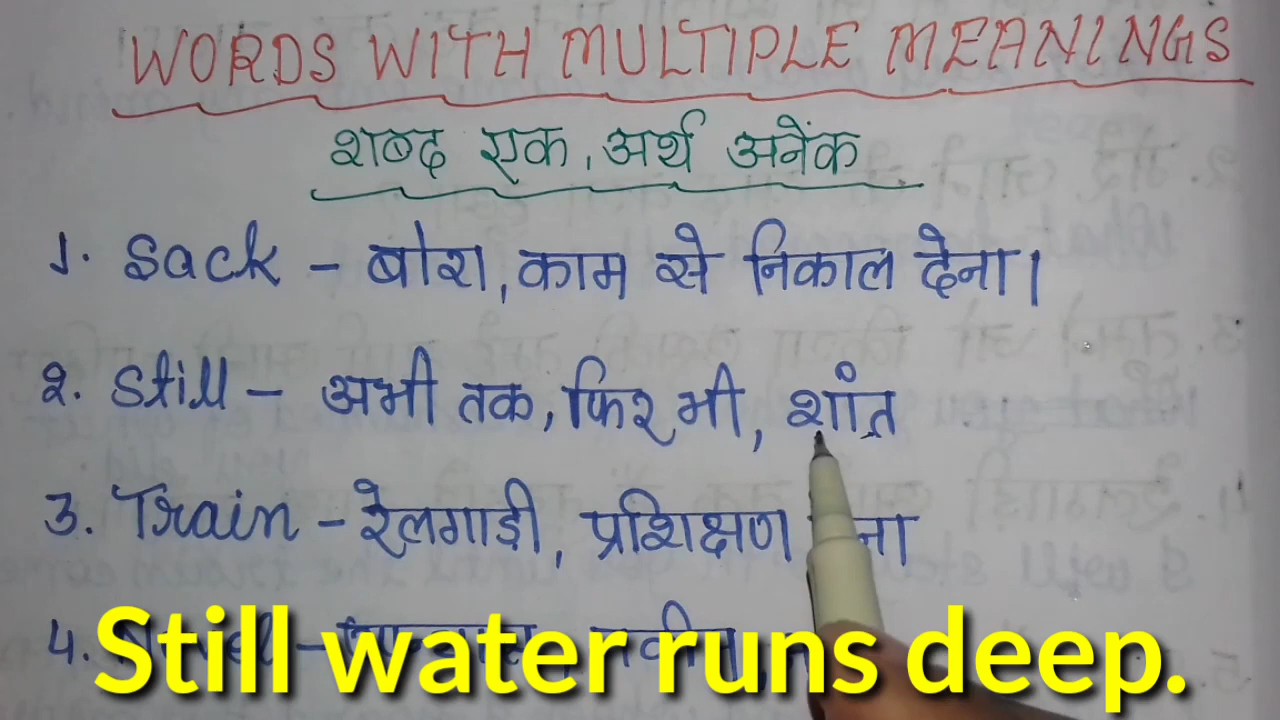 WORDS WITH MULTIPLE MEANINGS
शब्द एक, अर्थ अनेंक
1. Sack - बोरा, काम से निकाल देना।
2. Still - अभी तक, फिर भी, शांत
3. Train - रेलगाड़ी, प्रशिक्षण ना
4.
Still water runs deep.